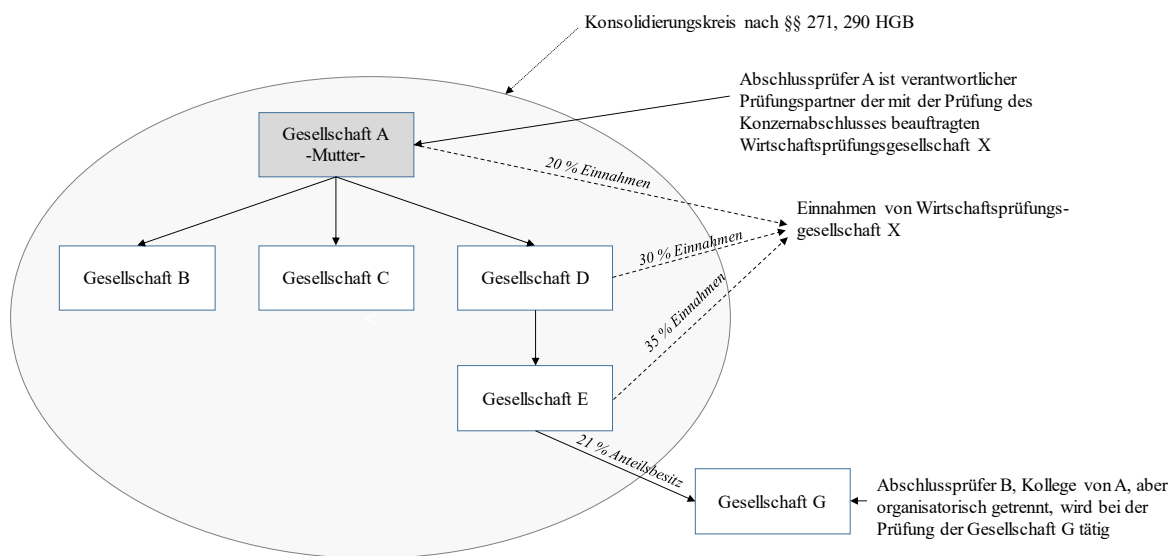 Konsolidierungskreis nach §§ 271, 290 HGB
Abschlussprüfer A ist verantwortlicher
Prüfungspartner der mit der Prüfung des
Konzernabschlusses beauftragten
Wirtschaftsprüfungsgesellschaft X
Gesellschaft A
-Mutter-
20 % Einnahmen
Einnahmen von Wirtschaftsprüfungs-
gesellschaft X
30 % Einnahmen
Gesellschaft B
Gesellschaft C
Gesellschaft D
35 % Einnahmen
Gesellschaft E
21 % Anteilsbesitz
Gesellschaft G
Abschlussprüfer B, Kollege von A, aber
organisatorisch getrennt, wird bei der
Prüfung der Gesellschaft G tätig